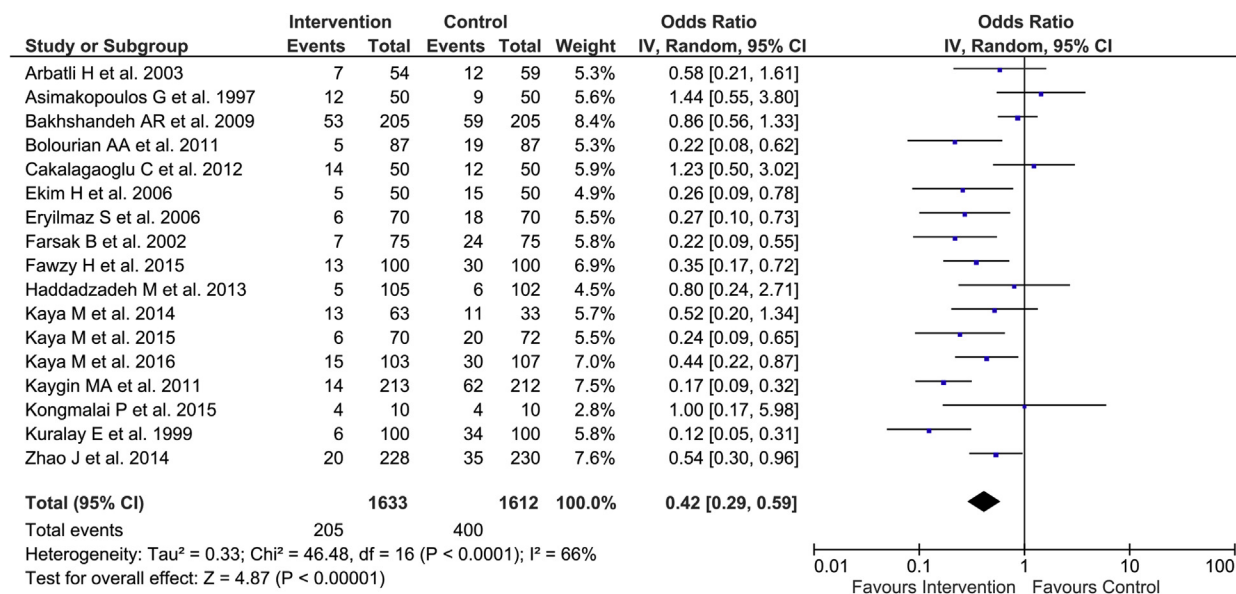 Intervention Control Odds Ratio Odds Ratio
Study or Subgroup Events Total Events Total Weight IV, Random, 95% CI IV, Random, 95% CI
Arbatli H et al. 2003 7 54 12 59 5.3% 0.58 [0.21, 1.61]
Asimakopoulos G et al. 1997 12 50 9 50 5.6% 1.44 [0.55, 3.80]
Bakhshandeh AR et al. 2009 53 205 59 205 8.4% 0.86 [0.56, 1.33]
Bolourian AA et al. 2011 5 87 19 87 5.3% 0.22 [0.08, 0.62]
Cakalagaoglu C et al. 2012 14 50 12 50 5.9% 1.23 [0.50, 3.02]
Ekim H et al. 2006 5 50 15 50 4.9% 0.26 [0.09, 0.78]
Eryilmaz S et al. 2006 6 70 18 70 5.5% 0.27 [0.10, 0.73]
Farsak B et al. 2002 7 75 24 75 5.8% 0.22 [0.09, 0.55]
Fawzy H et al. 2015 13 100 30 100 6.9% 0.35 [0.17, 0.72]
Haddadzadeh M et al. 2013 5 105 6 102 4.5% 0.80 [0.24, 2.71]
Kaya M et al. 2014 13 63 11 33 5.7% 0.52 [0.20, 1.34]
Kaya M et al. 2015 6 70 20 72 5.5% 0.24 [0.09, 0.65]
Kaya M et al. 2016 15 103 30 107 7.0% 0.44 [0.22, 0.87]
Kaygin MA et al. 2011 14 213 62 212 7.5% 0.17 [0.09, 0.32]
Kongmalai P et al. 2015 4 10 4 10 2.8% 1.00 [0.17, 5.98]
Kuralay E et al. 1999 6 100 34 100 5.8% 0.12 [0.05, 0.31]
Zhao J et al. 2014 20 228 35 230 7.6% 0.54 [0.30, 0.96]
Total (95% CI) 1633 1612 100.0% 0.42 [0.29, 0.59]
Total events 205 400
Heterogeneity: Tau² = 0.33; Chi² = 46.48, df = 16 (P < 0.0001); I² = 66%
Test for overall effect: Z = 4.87 (P < 0.00001)
0.01 0.1 1 10 100
Favours Intervention Favours Control